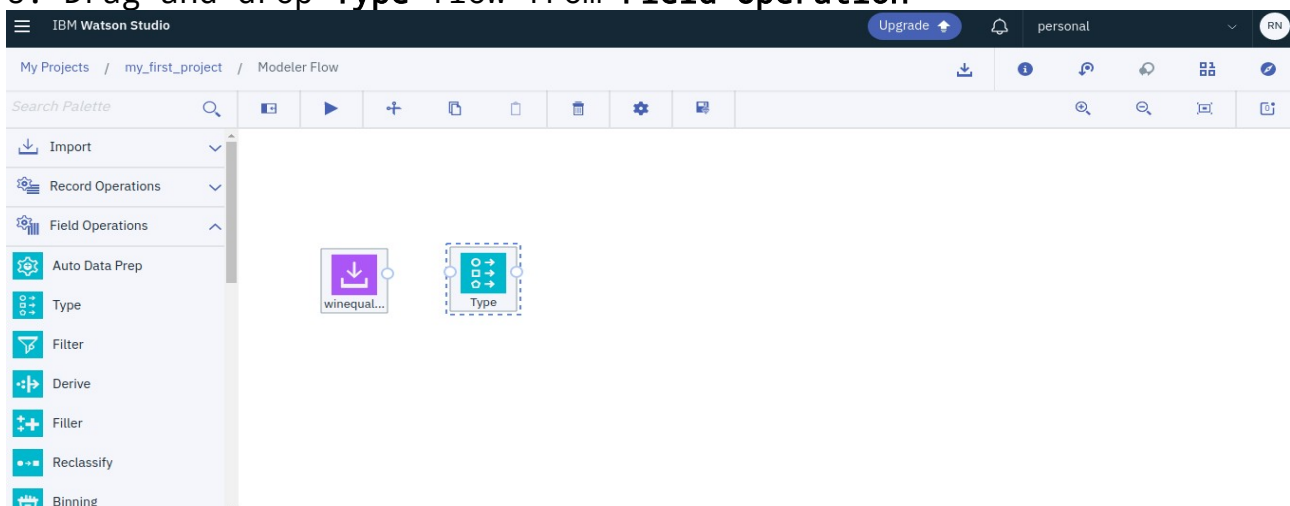 Drag and drop Type flow from Field operation
IBM Watson Studio
Upgrade
personal
RN
My Projects / my_first_project / Modeler Flow
Search Palette
Import
Record Operations
Field Operations
Auto Data Prep
Type
Filter
Derive
Filler
Reclassify
Binning
winequal...
Type